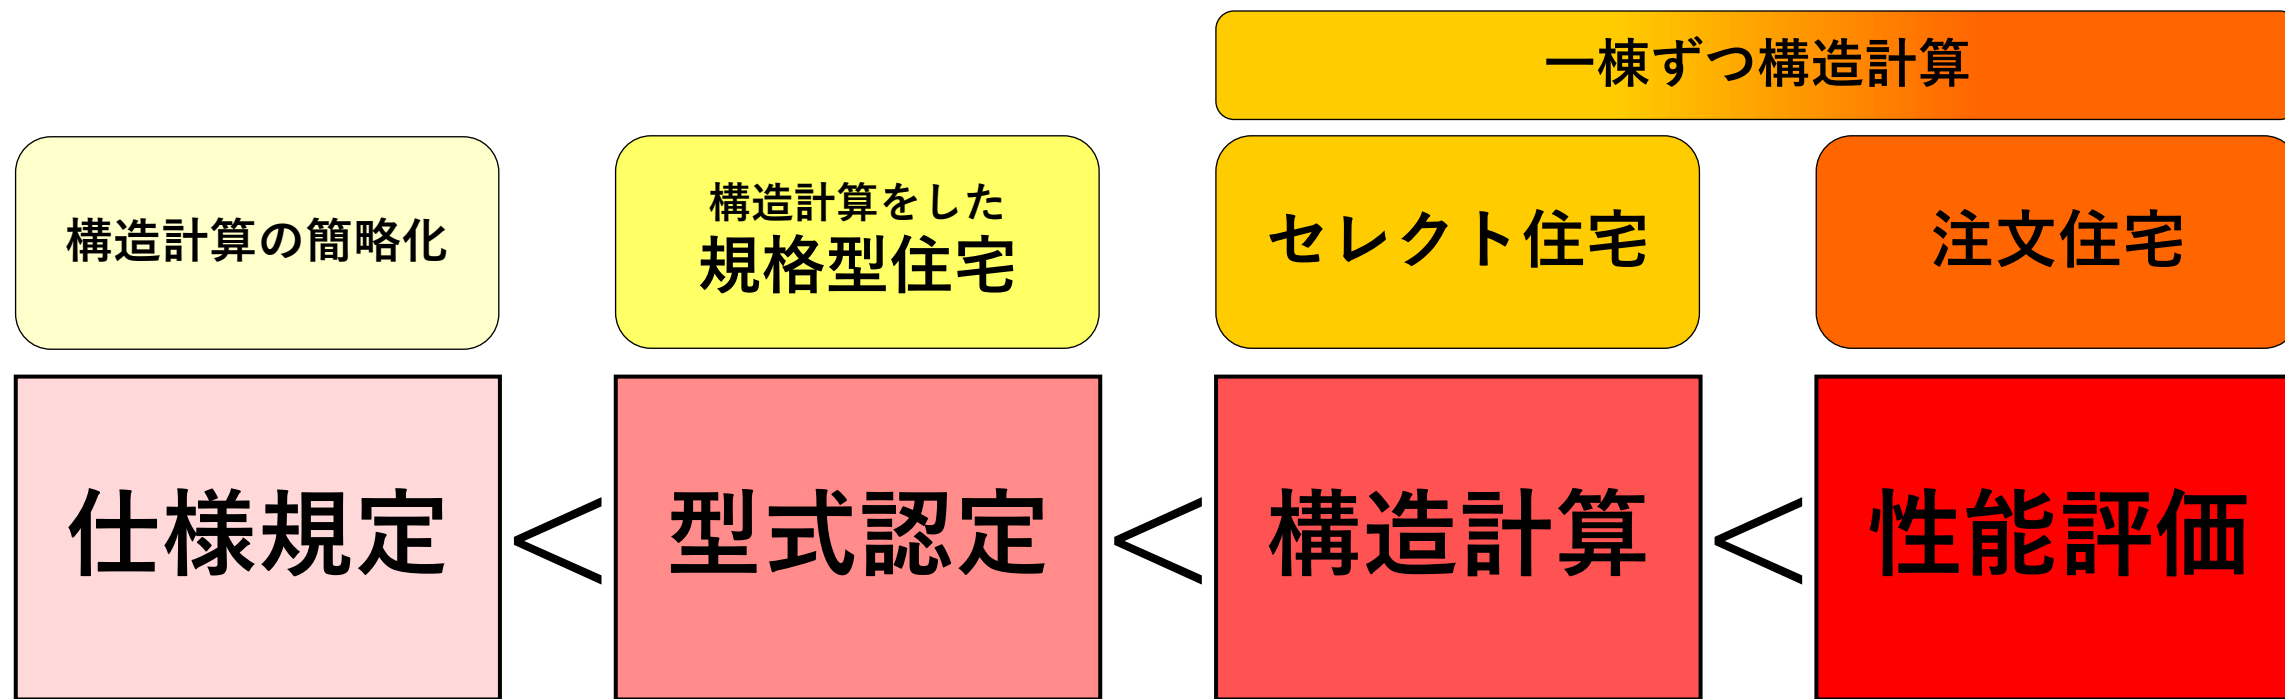 一棟ずつ構造計算
構造計算の簡略化
構造計算をした
規格型住宅
セレクト住宅
注文住宅
仕様規定 < 型式認定 < 構造計算 < 性能評価